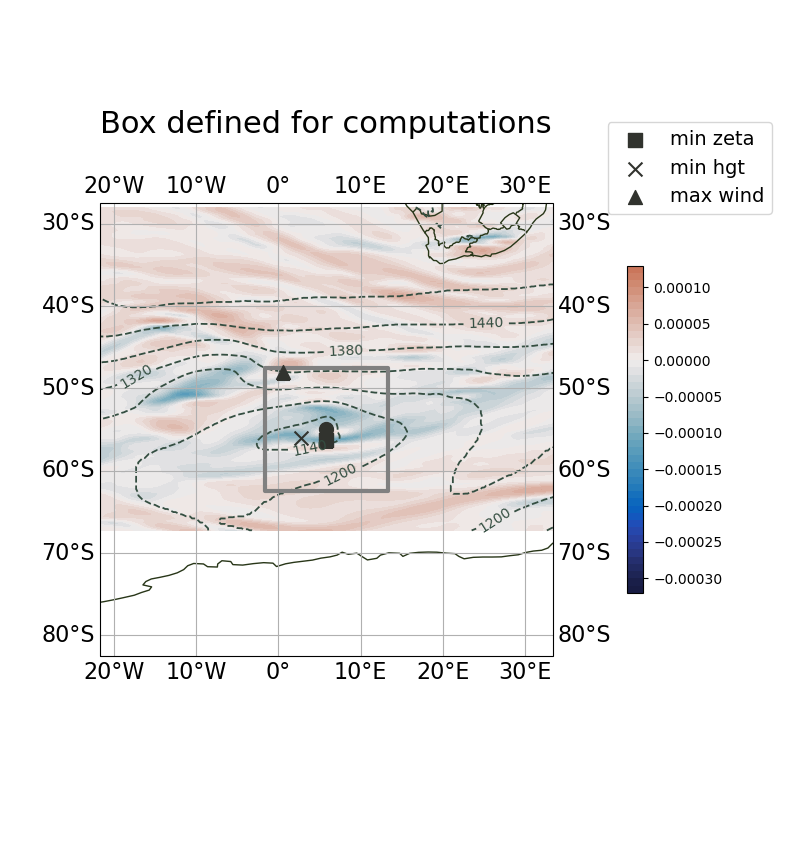 Box defined for computations
min zeta
min hgt
max wind
20°W 10°W 0° 10°E 20°E 30°E
30°S 30°S
40°S 40°S
50°S 50°S
60°S 60°S
70°S 70°S
80°S 80°S
20°W 10°W 0° 10°E 20°E 30°E
1440
1380
1320
1140
1200
1200
0.00010
0.00005
0.00000
−0.00005
−0.00010
−0.00015
−0.00020
−0.00025
−0.00030